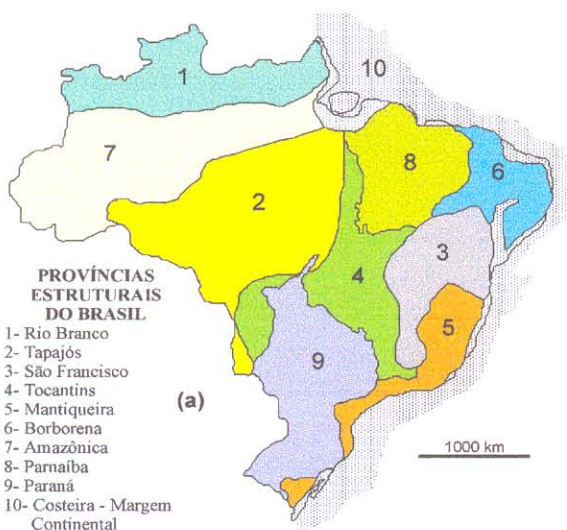 1
10
7
8
6
2
3
4
5
9
PROVÍNCIAS
ESTRUTURAIS
DO BRASIL
1- Rio Branco
2- Tapajós
3- São Francisco
4- Tocantins
5- Mantiqueira
6- Borborena
7- Amazônica
8- Parnaíba
9- Paraná
10- Costeira - Margem
Continental
(a)
1000 km